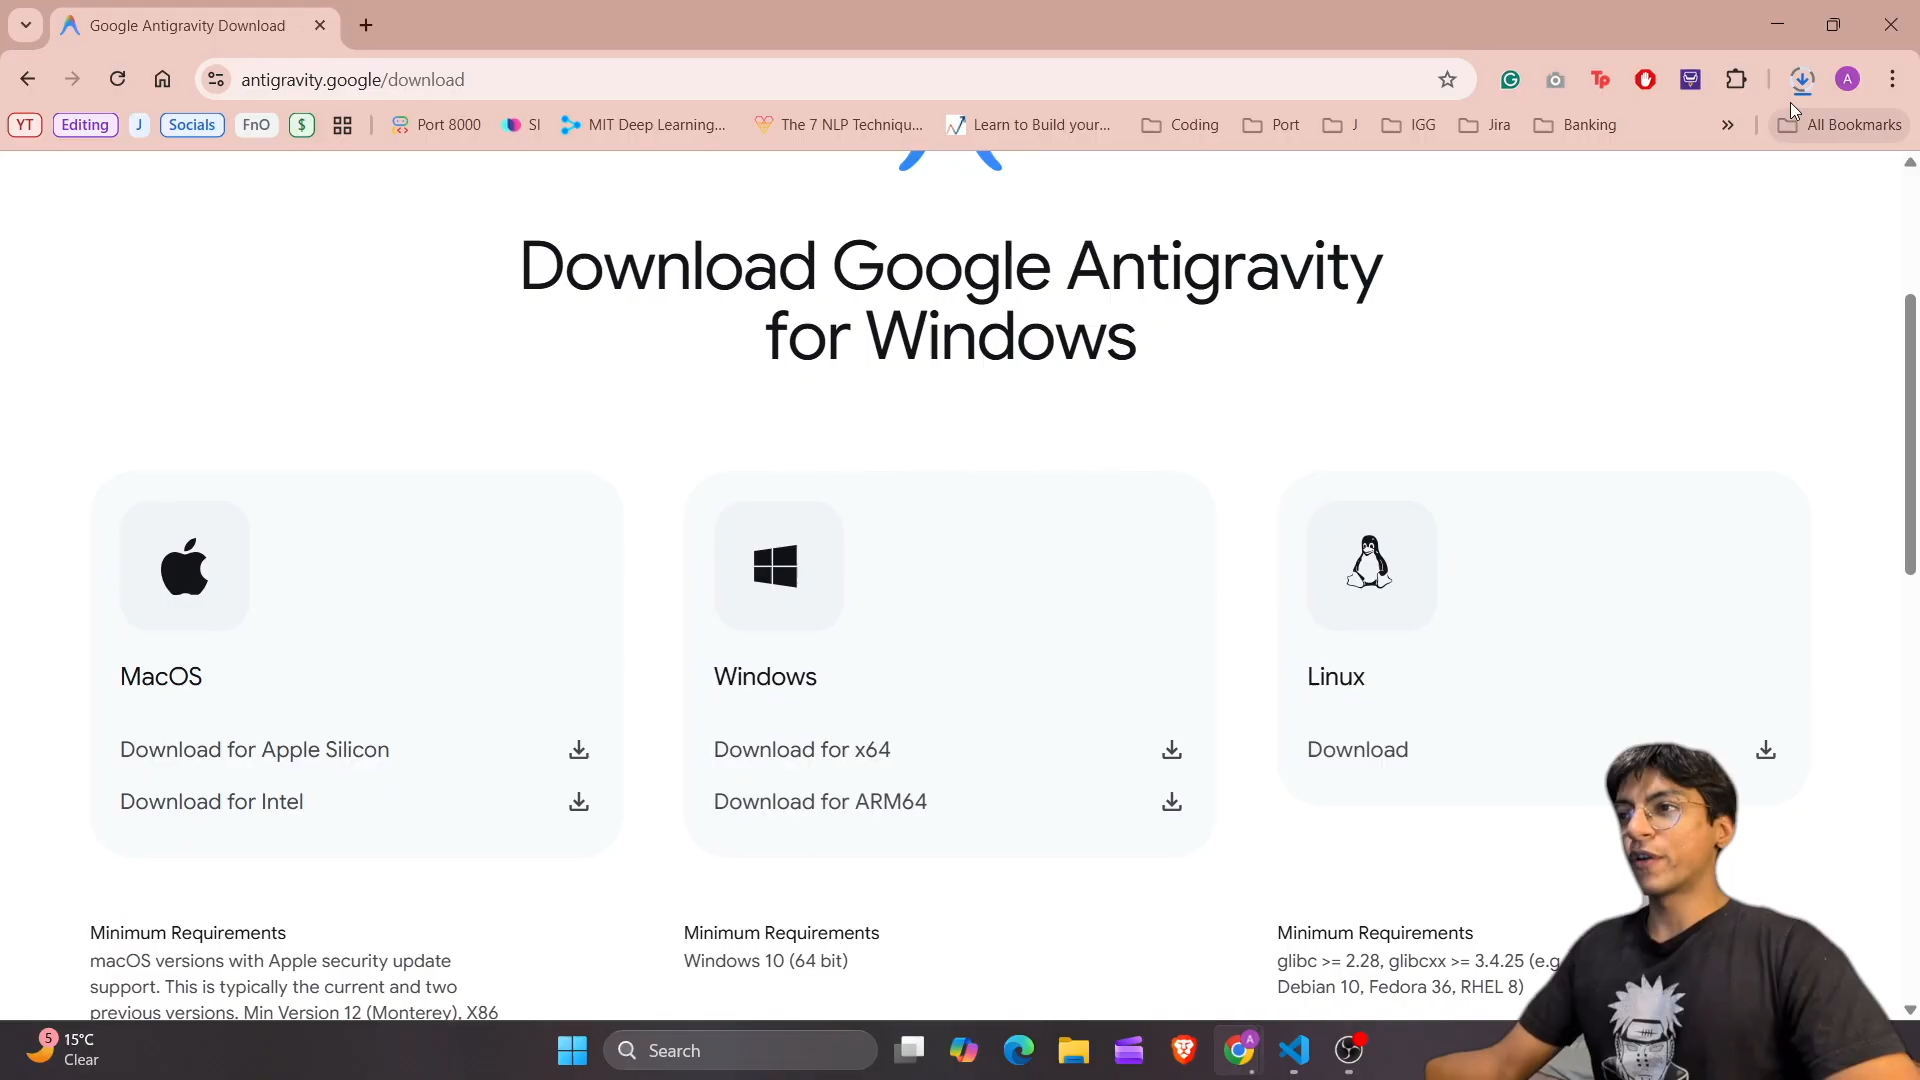 Google Antigravity Download
antigravity.google/download
A
YT
Editing
J
Socials
FnO
$
Port 8000
SI
MIT Deep Learning...
The 7 NLP Techniqu...
Learn to Build your...
Coding
Port
J
IGG
Jira
Banking
»
All Bookmarks
Download Google Antigravity
for Windows
MacOS
Download for Apple Silicon
Download for Intel
Windows
Download for x64
Download for ARM64
Linux
Download
Minimum Requirements
macOS versions with Apple security update
support. This is typically the current and two
previous versions. Min Version 12 (Monterey), X86
Minimum Requirements
Windows 10 (64 bit)
Minimum Requirements
glibc >= 2.28, glibcxx >= 3.4.25 (e.g
Debian 10, Fedora 36, RHEL 8)
5
15°C
Clear
Search
A